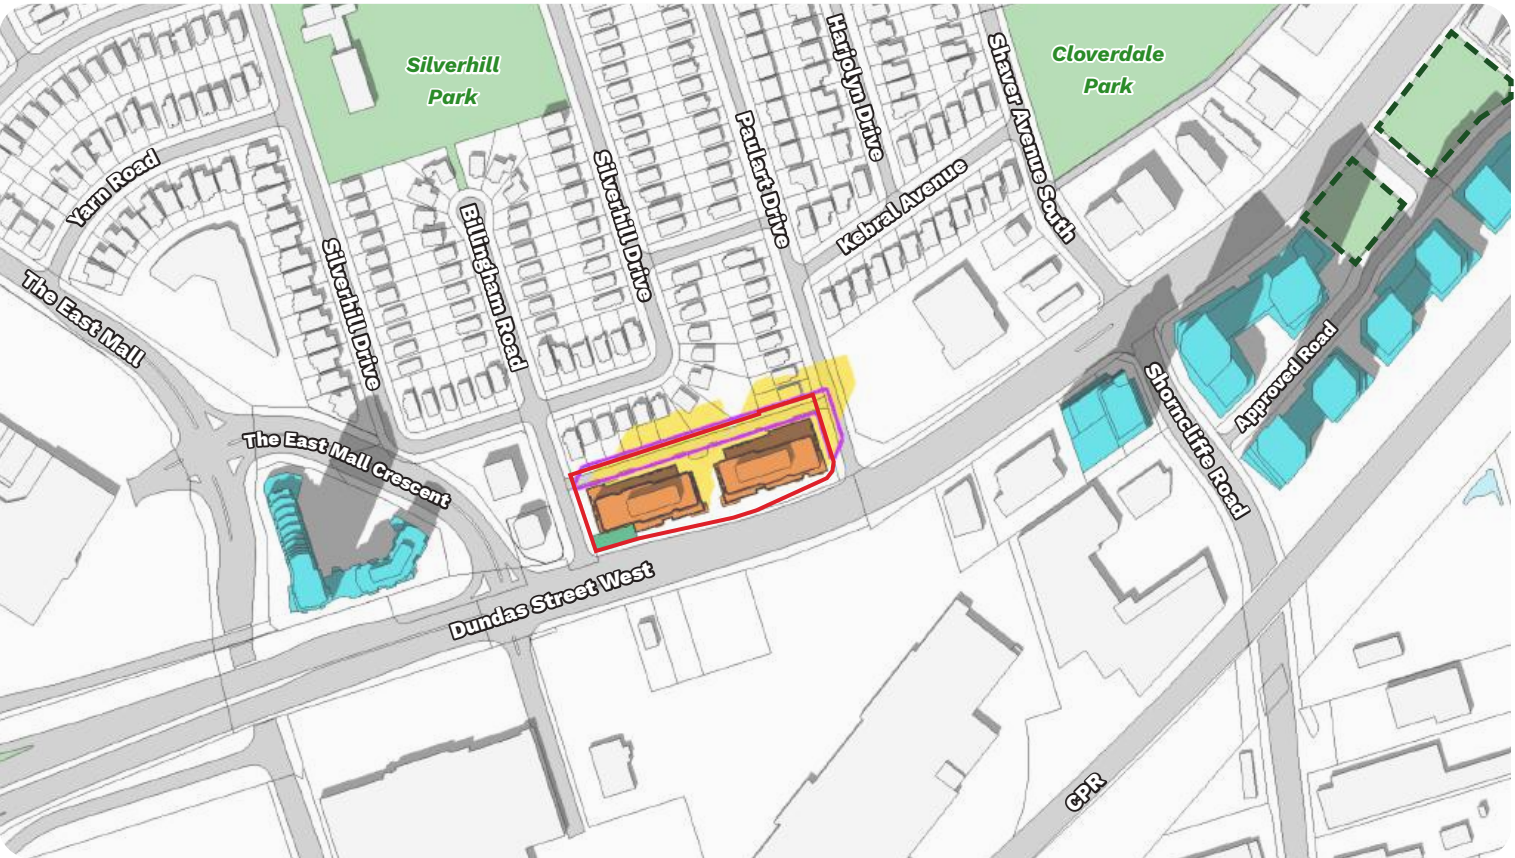 Silverhill
Park
Harjolyn Drive
Shaver Avenue South
Cloverdale
Park
Yarn Road
Silverhill Drive
Paulart Drive
Kebral Avenue
Billingham Road
Silverhill Drive
The East Mall
The East Mall Crescent
Dundas Street West
Shorncliffe Road
Approved Road
CPR